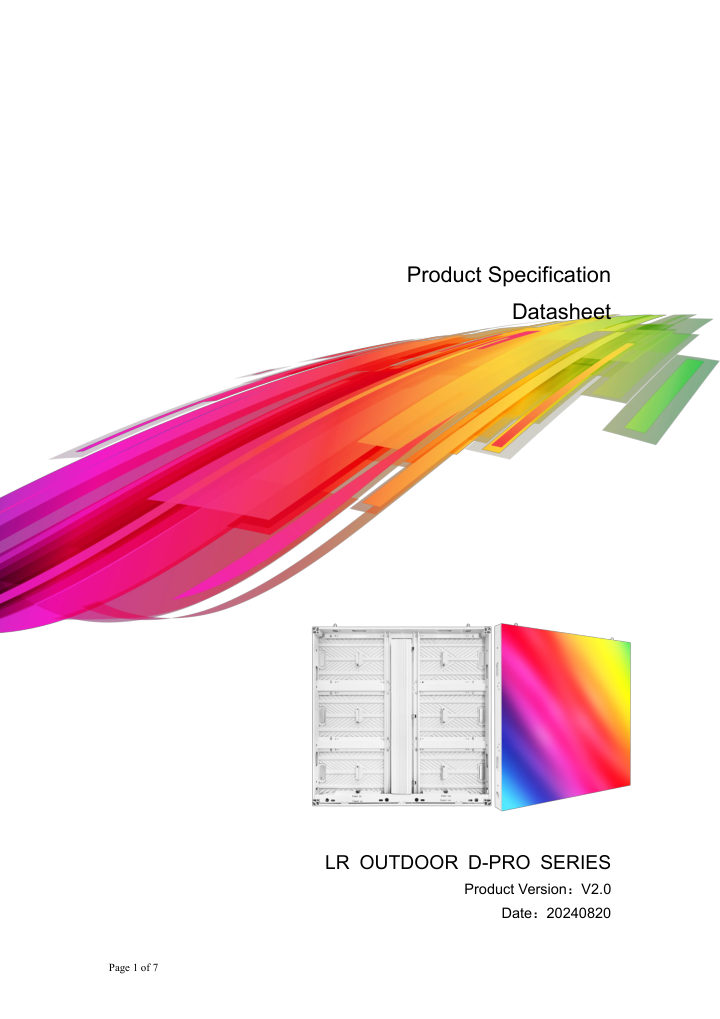 Product Specification
Datasheet
LR OUTDOOR D-PRO SERIES
Product Version：V2.0
Date：20240820
Page 1 of 7